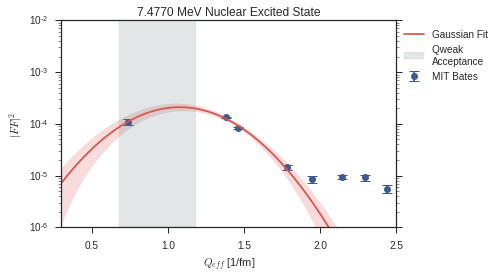 7.4770 MeV Nuclear Excited State
|FF|²
10⁻²
10⁻³
10⁻⁴
10⁻⁵
10⁻⁶
0.5 1.0 1.5 2.0 2.5
Q_eff [1/fm]
Gaussian Fit
Qweak
Acceptance
MIT Bates